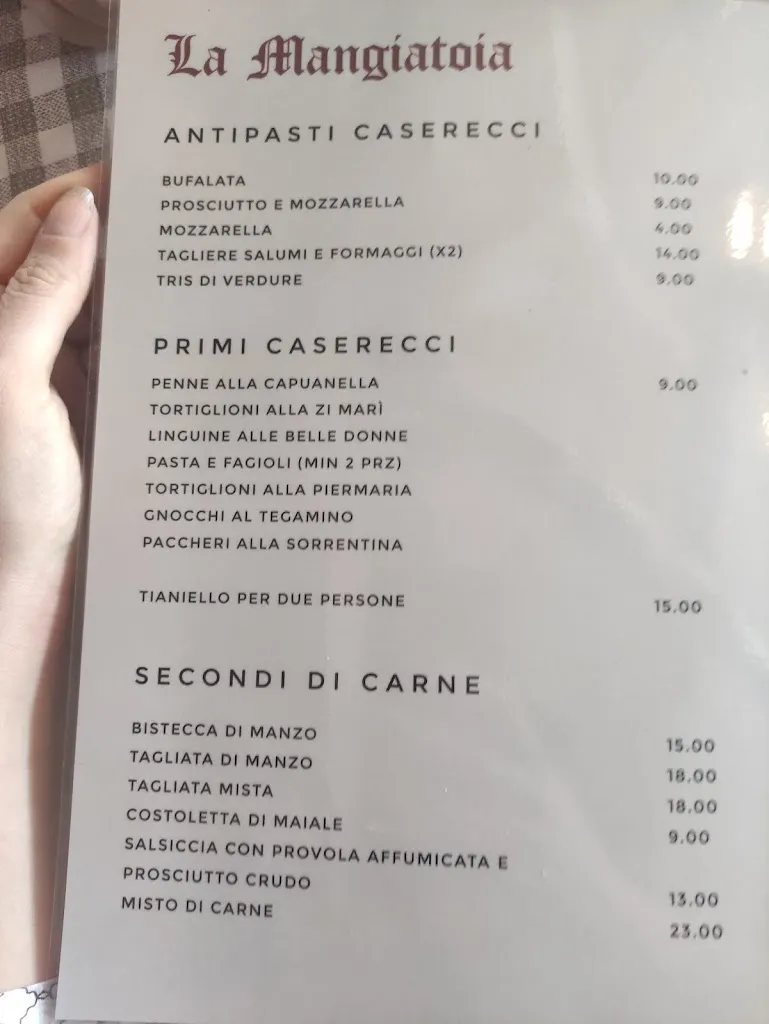 La Mangiatoia
ANTIPASTI CASERECCI
BUFALATA 10.00
PROSCIUTTO E MOZZARELLA 9.00
MOZZARELLA 4.00
TAGLIERE SALUMI E FORMAGGI (X2) 14.00
TRIS DI VERDURE 9.00
PRIMI CASERECCI
PENNE ALLA CAPUANELLA 9.00
TORTIGLIONI ALLA ZI MARÌ
LINGUINE ALLE BELLE DONNE
PASTA E FAGIOLI (MIN 2 PRZ)
TORTIGLIONI ALLA PIERMARIA
GNOCCHI AL TEGAMINO
PACCHERI ALLA SORRENTINA
TIANIELLO PER DUE PERSONE 15.00
SECONDI DI CARNE
BISTECCA DI MANZO 15.00
TAGLIATA DI MANZO 18.00
TAGLIATA MISTA 18.00
COSTOLETTA DI MAIALE 9.00
SALSICCIA CON PROVOLA AFFUMICATA E
PROSCIUTTO CRUDO 13.00
MISTO DI CARNE 23.00